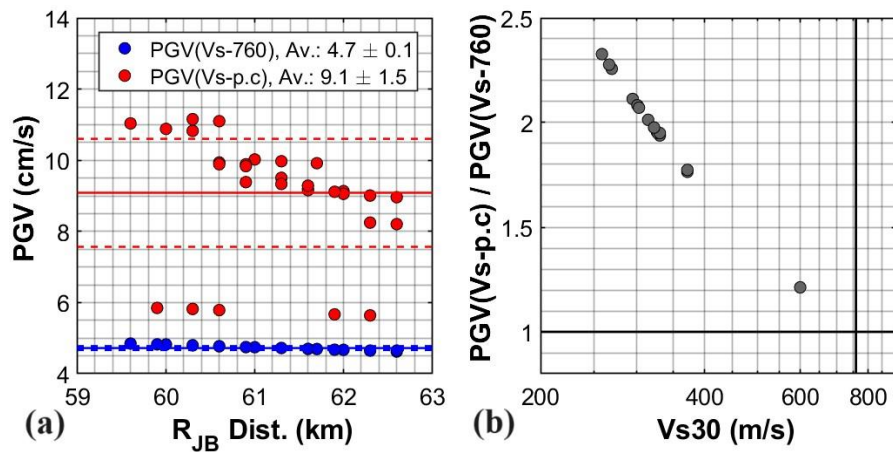 14
12
10
8
6
4
PGV (cm/s)
PGV(Vs-760), Av.: 4.7 ± 0.1
PGV(Vs-p.c), Av.: 9.1 ± 1.5
59 60 61 62 63
R_JB Dist. (km)
(a)
2.5
2
1.5
1
PGV(Vs-p.c) / PGV(Vs-760)
200 400 600 800
Vs30 (m/s)
(b)